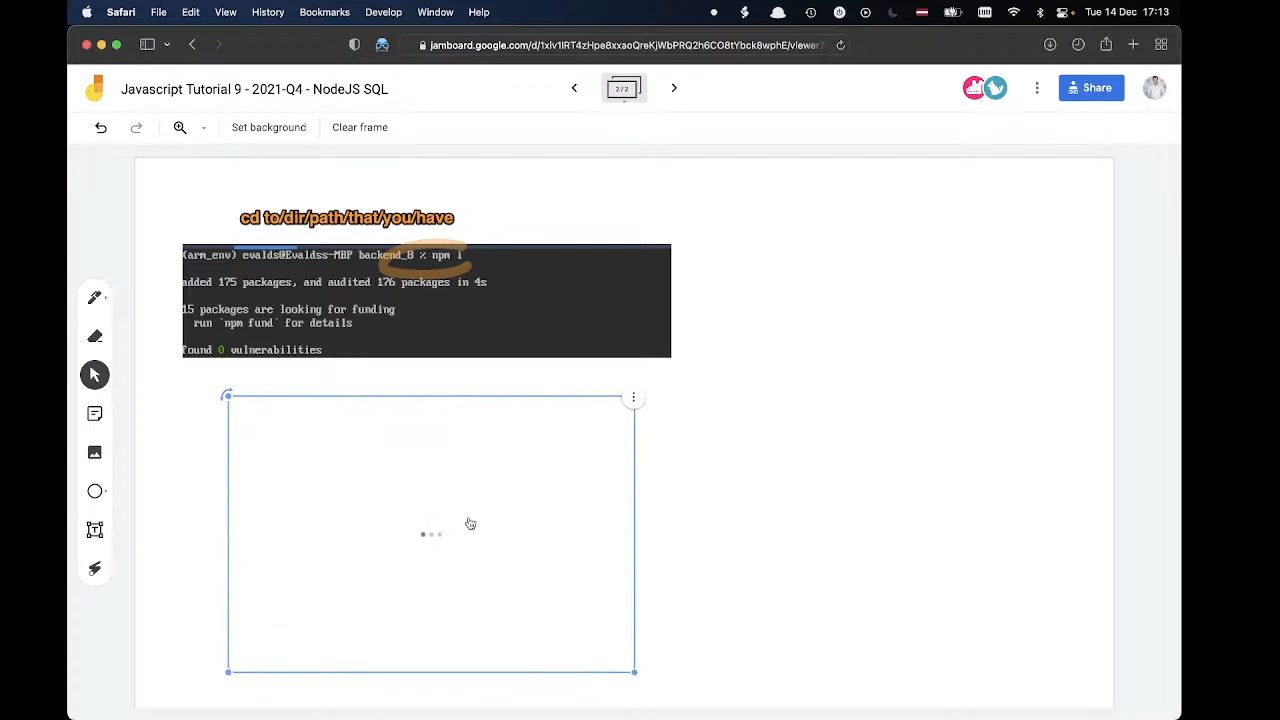 Safari File Edit View History Bookmarks Develop Window Help Tue 14 Dec 17:13
jamboard.google.com/d/1xlv1lRT4zHpe8xxaoQreKjWbPRQ2h6CO8tYbck8wphE/viewer?
Javascript Tutorial 9 - 2021-Q4 - NodeJS SQL
2/2
Share
Set background
Clear frame
cd to/dir/path/that/you/have
(arm_env) evalds@Evaldss-MBP backend_8 % npm i
added 175 packages, and audited 176 packages in 4s
15 packages are looking for funding
run `npm fund` for details
found 0 vulnerabilities